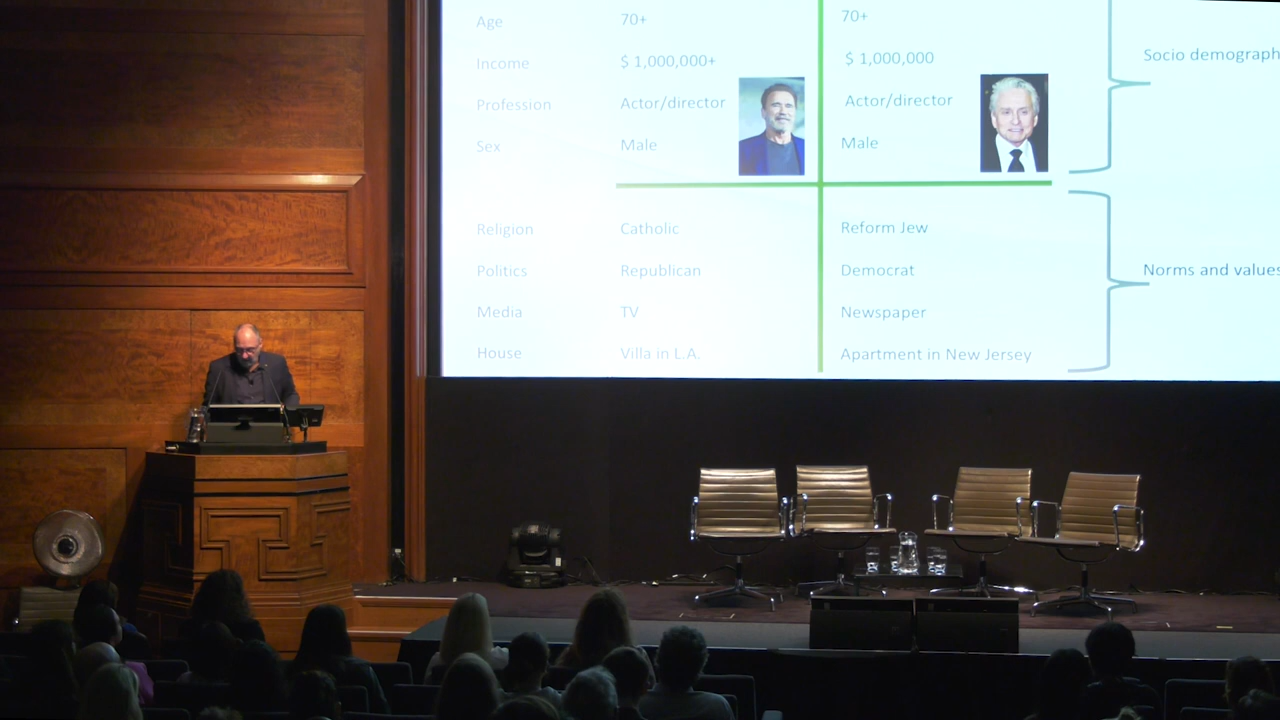 Age 70+ 70+
Income $ 1,000,000+ $ 1,000,000
Profession Actor/director Actor/director
Sex Male Male
Socio demograph
Religion Catholic Reform Jew
Politics Republican Democrat
Norms and values
Media TV Newspaper
House Villa in L.A. Apartment in New Jersey